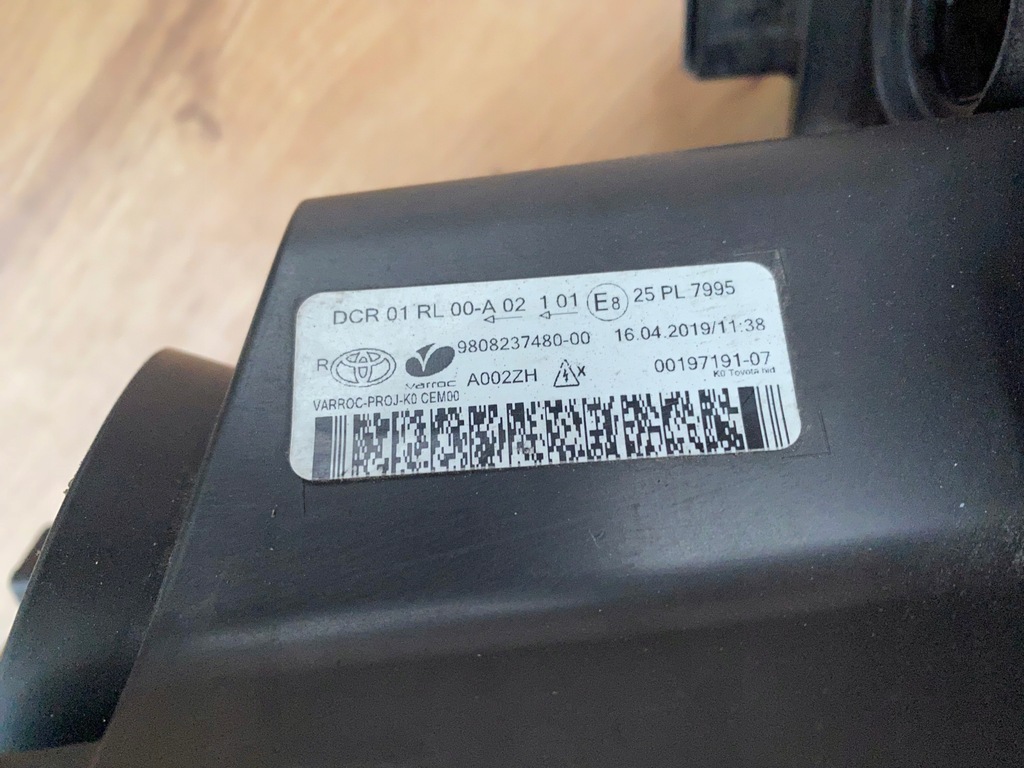 DCR 01 RL 00-A 02 1 01 E8 25 PL 7995
9808237480-00 16.04.2019/11:38
R varroc A002ZH X 00197191-07
K0 Toyota hid
VARROC-PROJ-K0 CEM00